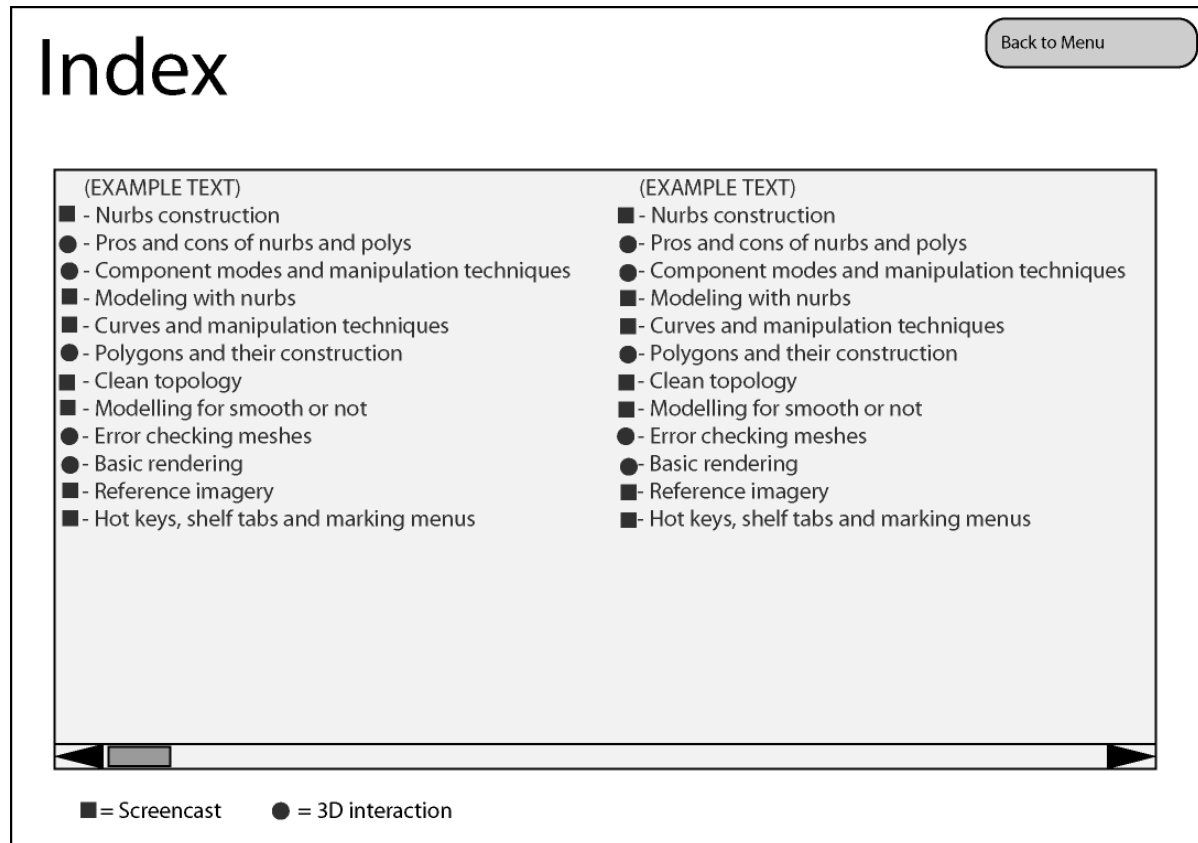 Index
Back to Menu
(EXAMPLE TEXT)
- Nurbs construction
- Pros and cons of nurbs and polys
- Component modes and manipulation techniques
- Modeling with nurbs
- Curves and manipulation techniques
- Polygons and their construction
- Clean topology
- Modelling for smooth or not
- Error checking meshes
- Basic rendering
- Reference imagery
- Hot keys, shelf tabs and marking menus
(EXAMPLE TEXT)
- Nurbs construction
- Pros and cons of nurbs and polys
- Component modes and manipulation techniques
- Modeling with nurbs
- Curves and manipulation techniques
- Polygons and their construction
- Clean topology
- Modelling for smooth or not
- Error checking meshes
- Basic rendering
- Reference imagery
- Hot keys, shelf tabs and marking menus
■ = Screencast
● = 3D interaction